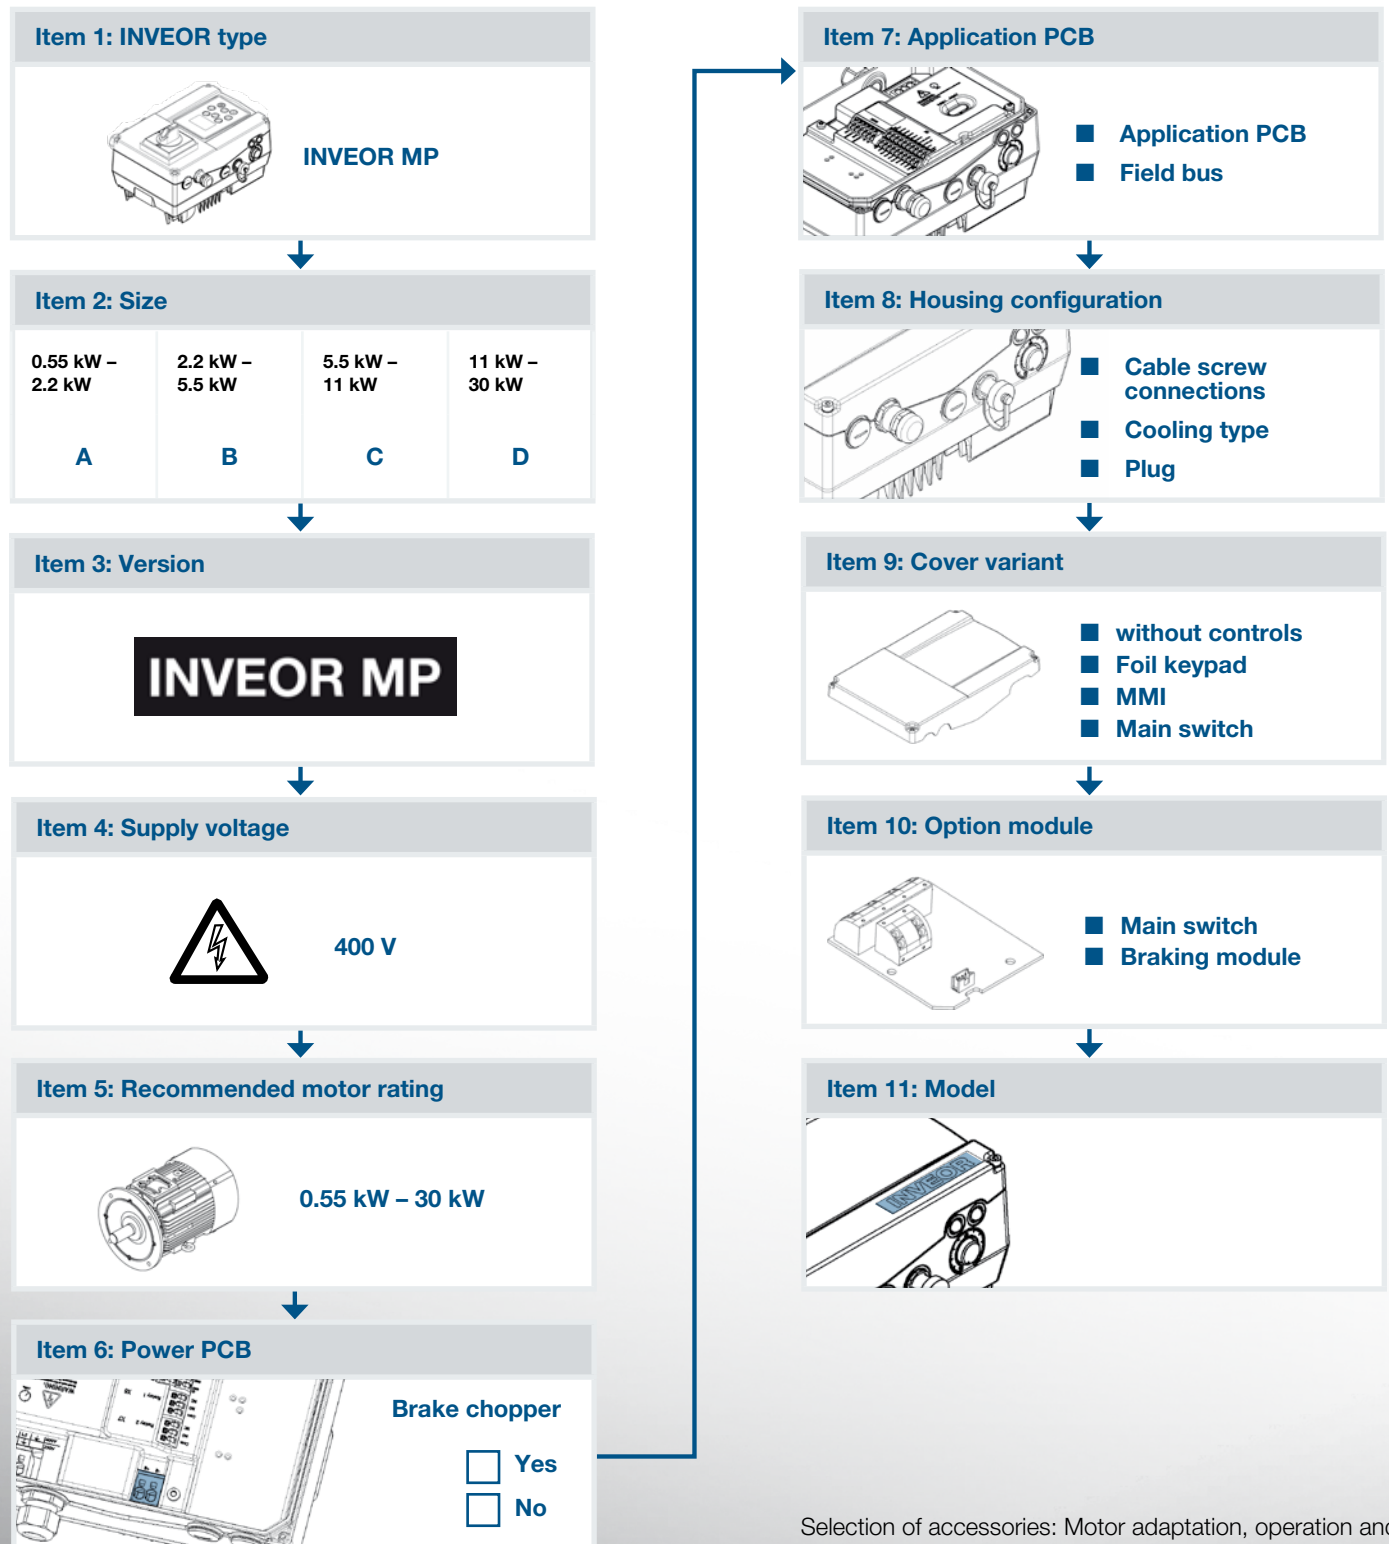 Item 1: INVEOR type
INVEOR MP
Item 2: Size
0.55 kW –
2.2 kW
A
2.2 kW –
5.5 kW
B
5.5 kW –
11 kW
C
11 kW –
30 kW
D
Item 3: Version
INVEOR MP
Item 4: Supply voltage
400 V
Item 5: Recommended motor rating
0.55 kW – 30 kW
Item 6: Power PCB
Brake chopper
Yes
No
Item 7: Application PCB
■ Application PCB
■ Field bus
Item 8: Housing configuration
■ Cable screw
connections
■ Cooling type
■ Plug
Item 9: Cover variant
■ without controls
■ Foil keypad
■ MMI
■ Main switch
Item 10: Option module
■ Main switch
■ Braking module
Item 11: Model
INVEOR
Selection of accessories: Motor adaptation, operation and